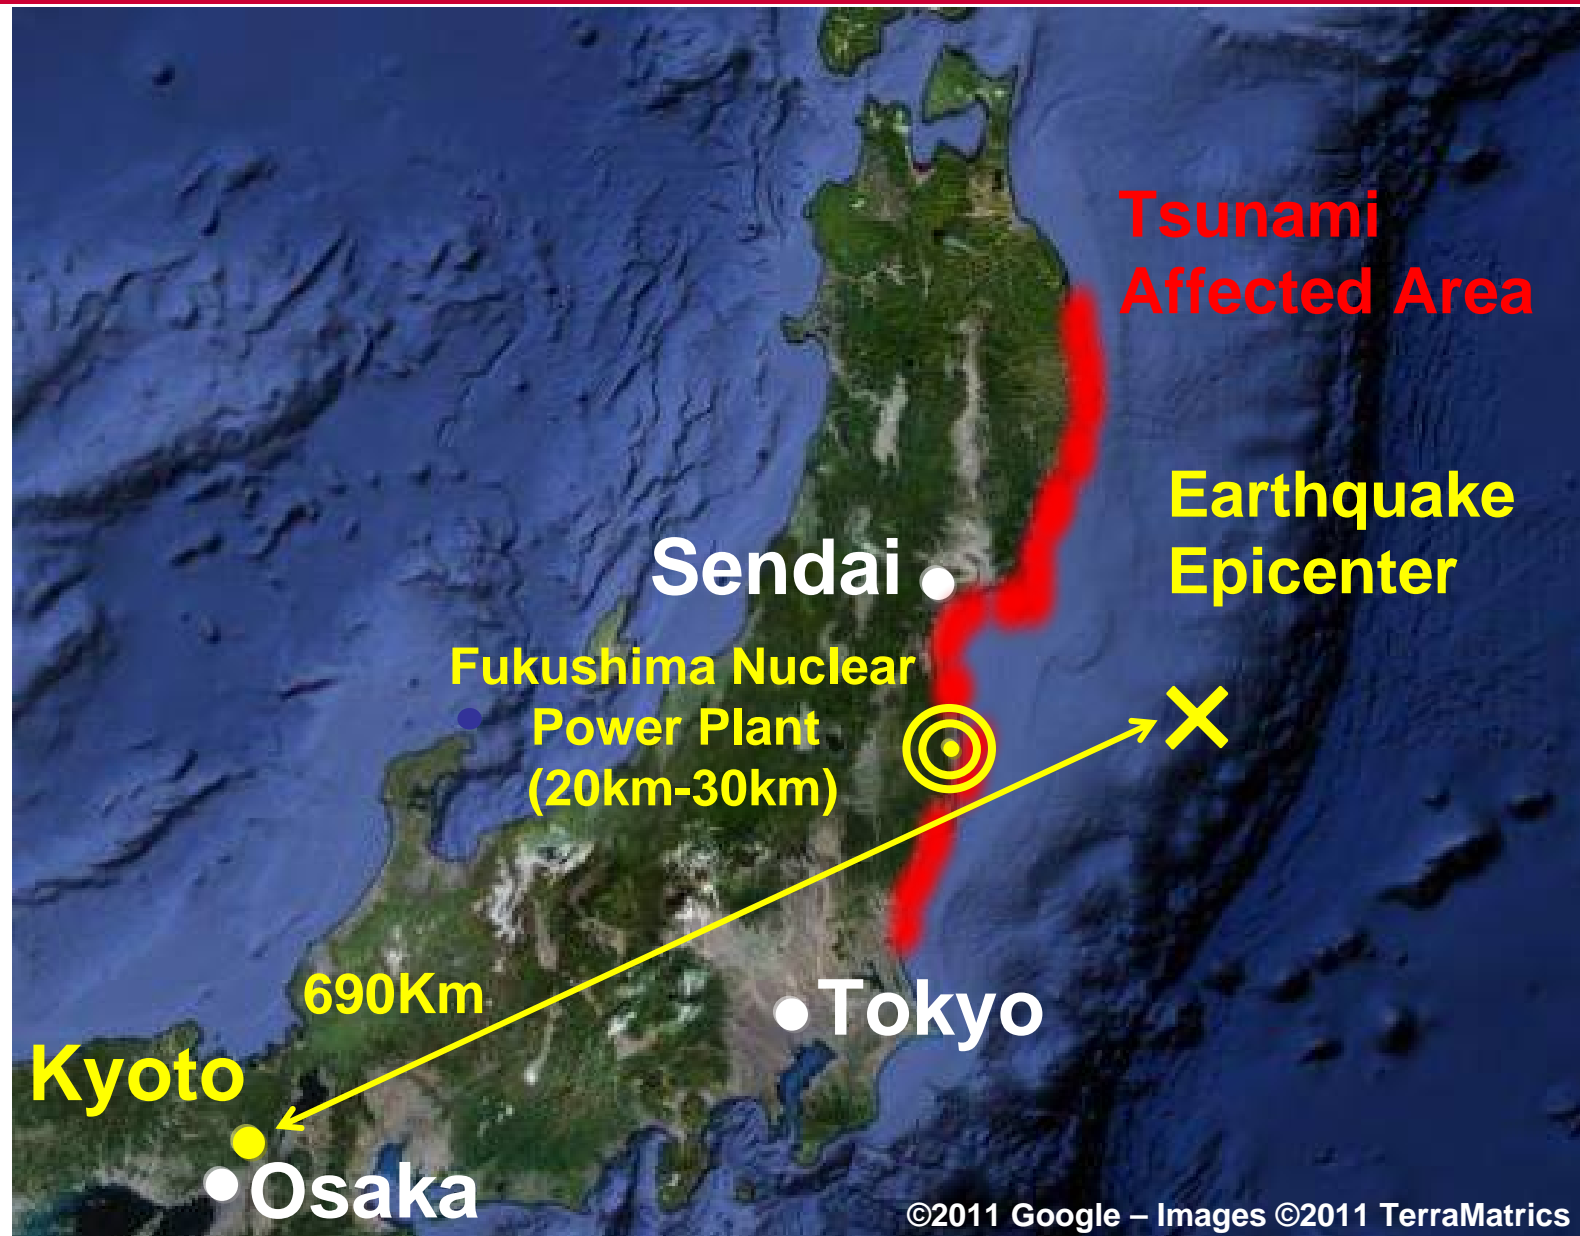 Tsunami
Affected Area
Earthquake
Epicenter
Sendai
Fukushima Nuclear
Power Plant
(20km-30km)
690Km
Tokyo
Kyoto
Osaka
©2011 Google – Images ©2011 TerraMatrics